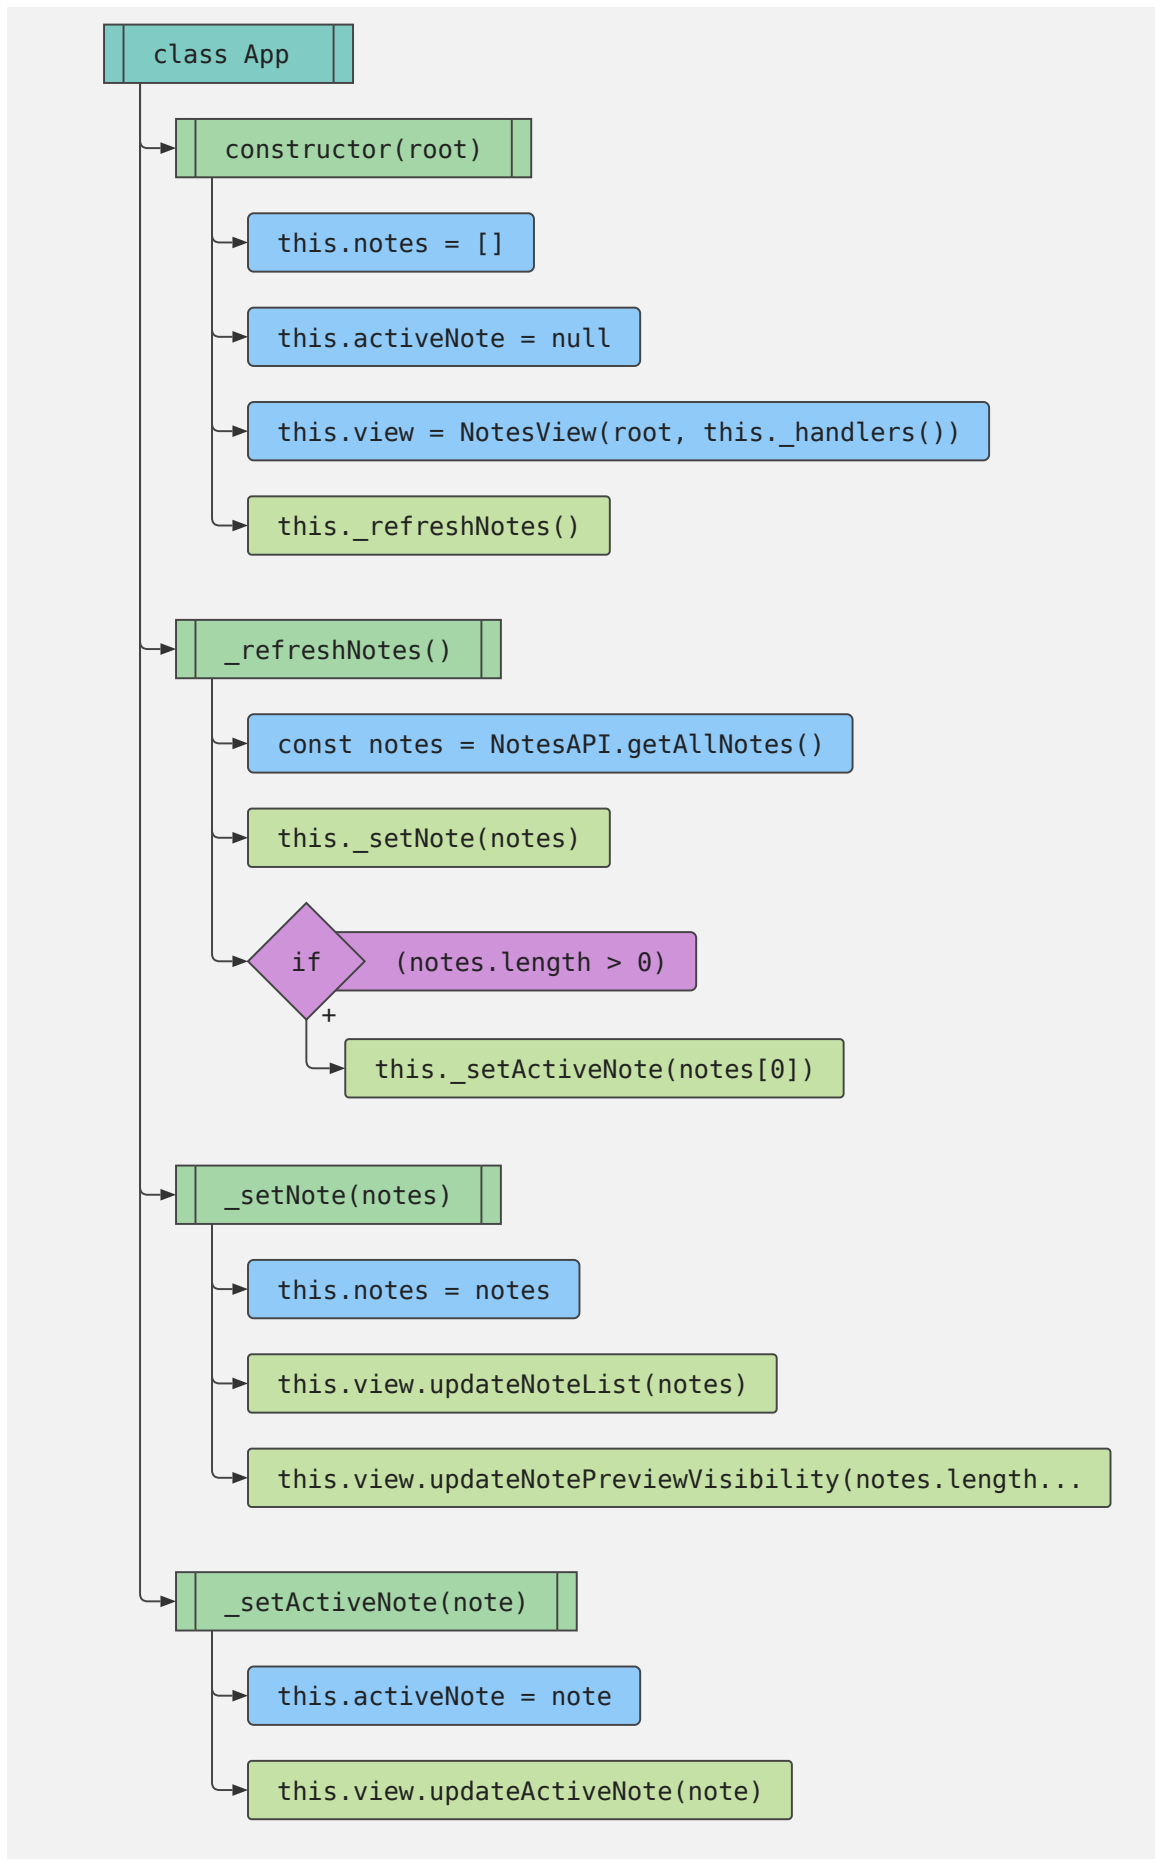 class App
constructor(root)
this.notes = []
this.activeNote = null
this.view = NotesView(root, this._handlers())
this._refreshNotes()
_refreshNotes()
const notes = NotesAPI.getAllNotes()
this._setNote(notes)
if (notes.length > 0)
+
this._setActiveNote(notes[0])
_setNote(notes)
this.notes = notes
this.view.updateNoteList(notes)
this.view.updateNotePreviewVisibility(notes.length...
_setActiveNote(note)
this.activeNote = note
this.view.updateActiveNote(note)